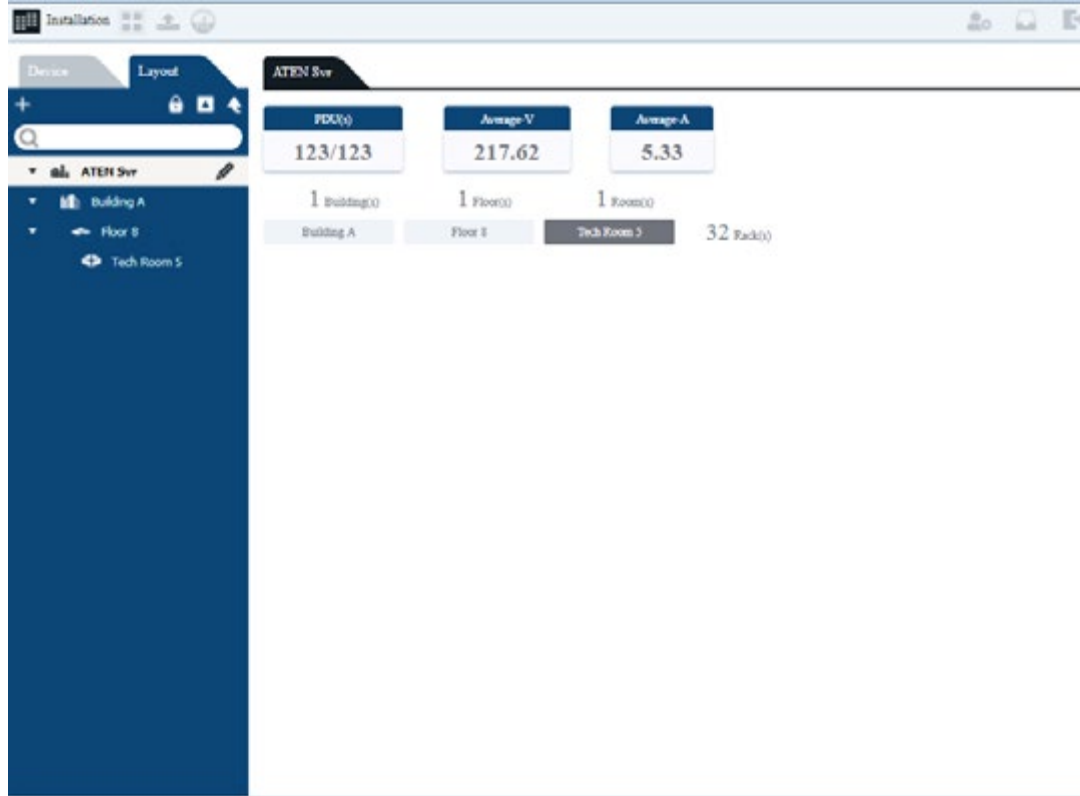 Installation
Device Layout
ATEN Svr
PDU(s) Average-V Average-A
123/123 217.62 5.33
1 Building(s) 1 Floor(s) 1 Room(s)
Building A Floor 8 Tech Room 5 32 Rack(s)
ATEN Svr
Building A
Floor 8
Tech Room 5